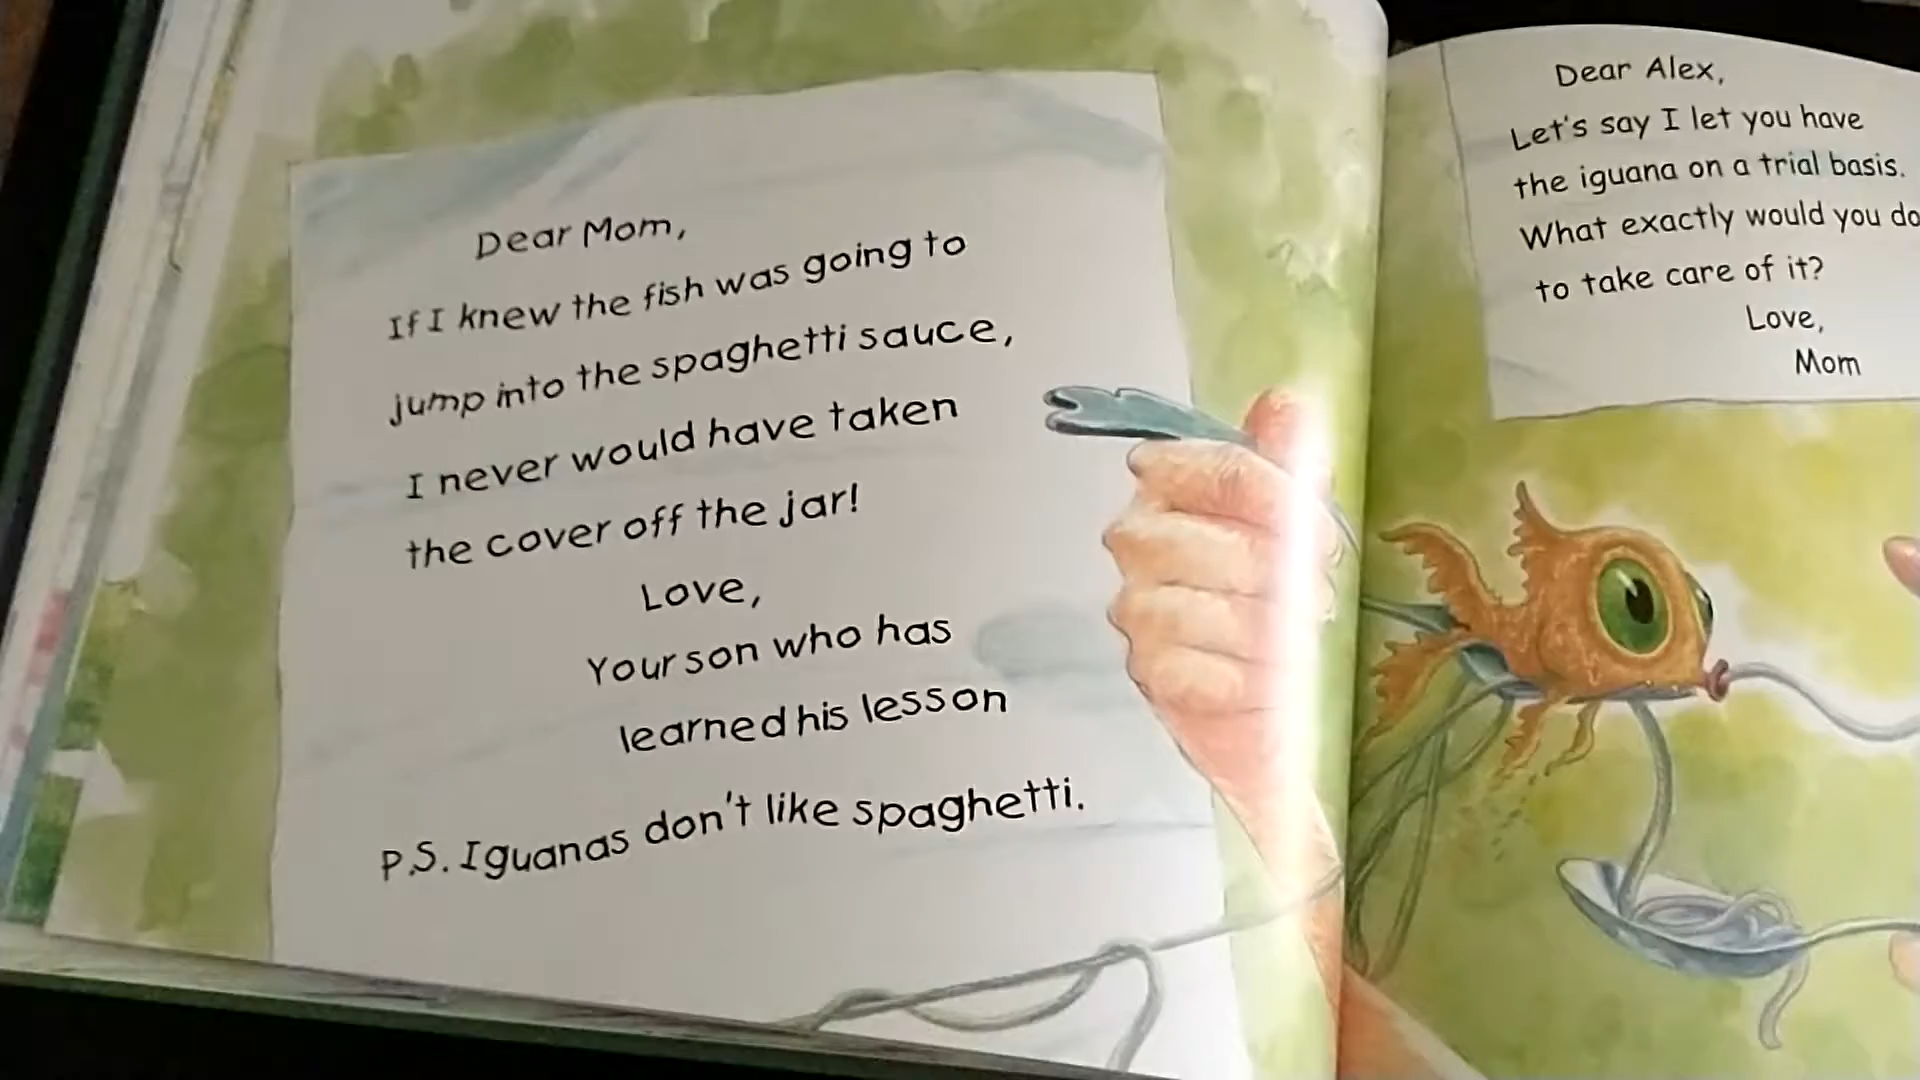 Dear Mom,
If I knew the fish was going to
jump into the spaghetti sauce,
I never would have taken
the cover off the jar!
Love,
Your son who has
learned his lesson
P.S. Iguanas don't like spaghetti.
Dear Alex,
Let's say I let you have
the iguana on a trial basis.
What exactly would you do
to take care of it?
Love,
Mom